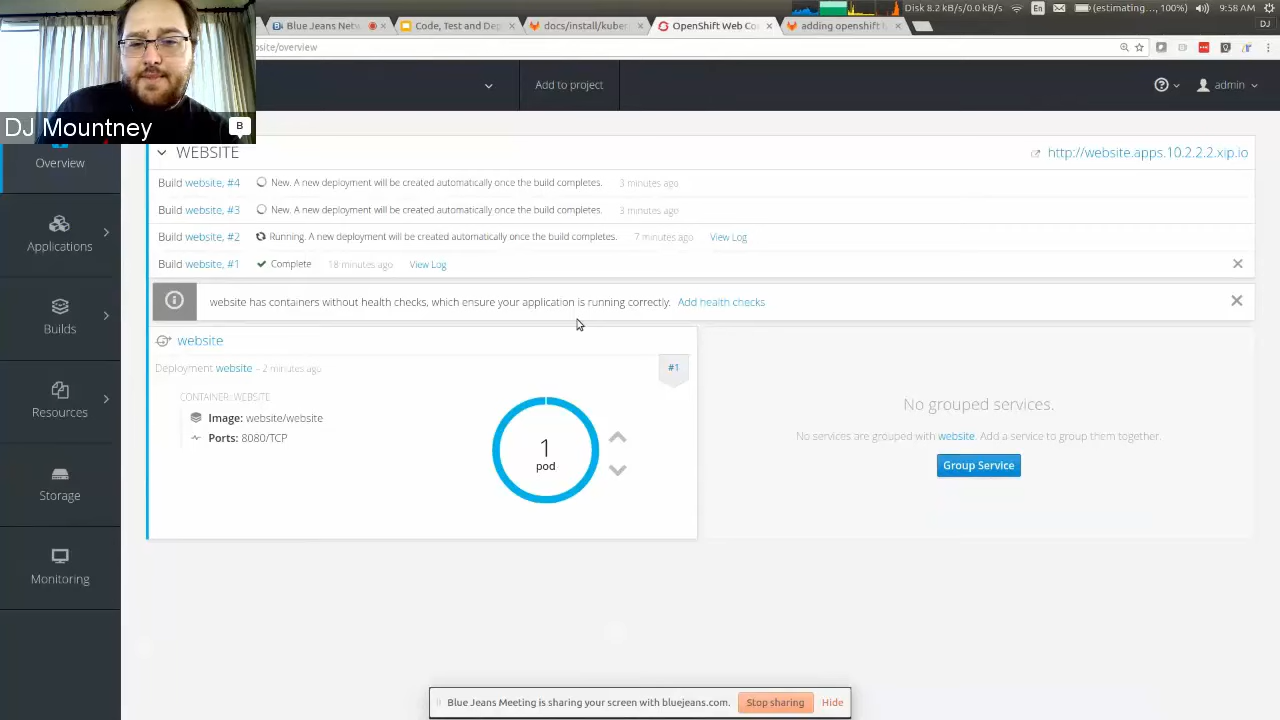 Blue Jeans Netw
Code, Test and Dep
docs/install/kuber
OpenShift Web Co
adding openshift t
Disk 8.2 kB/0.0 kB/s
En
(estimating..., 100%)
9:58 AM
DJ
site/overview
Add to project
admin
DJ Mountney
B
Overview
Applications
Builds
Resources
Storage
Monitoring
WEBSITE
http://website.apps.10.2.2.2.xip.io
Build website, #4 New. A new deployment will be created automatically once the build completes. 3 minutes ago
Build website, #3 New. A new deployment will be created automatically once the build completes. 3 minutes ago
Build website, #2 Running. A new deployment will be created automatically once the build completes. 7 minutes ago View Log
Build website, #1 Complete 18 minutes ago View Log
website has containers without health checks, which ensure your application is running correctly. Add health checks
website
Deployment website – 2 minutes ago
#1
CONTAINER: WEBSITE
Image: website/website
Ports: 8080/TCP
1
pod
No grouped services.
No services are grouped with website. Add a service to group them together.
Group Service
Blue Jeans Meeting is sharing your screen with bluejeans.com.
Stop sharing
Hide